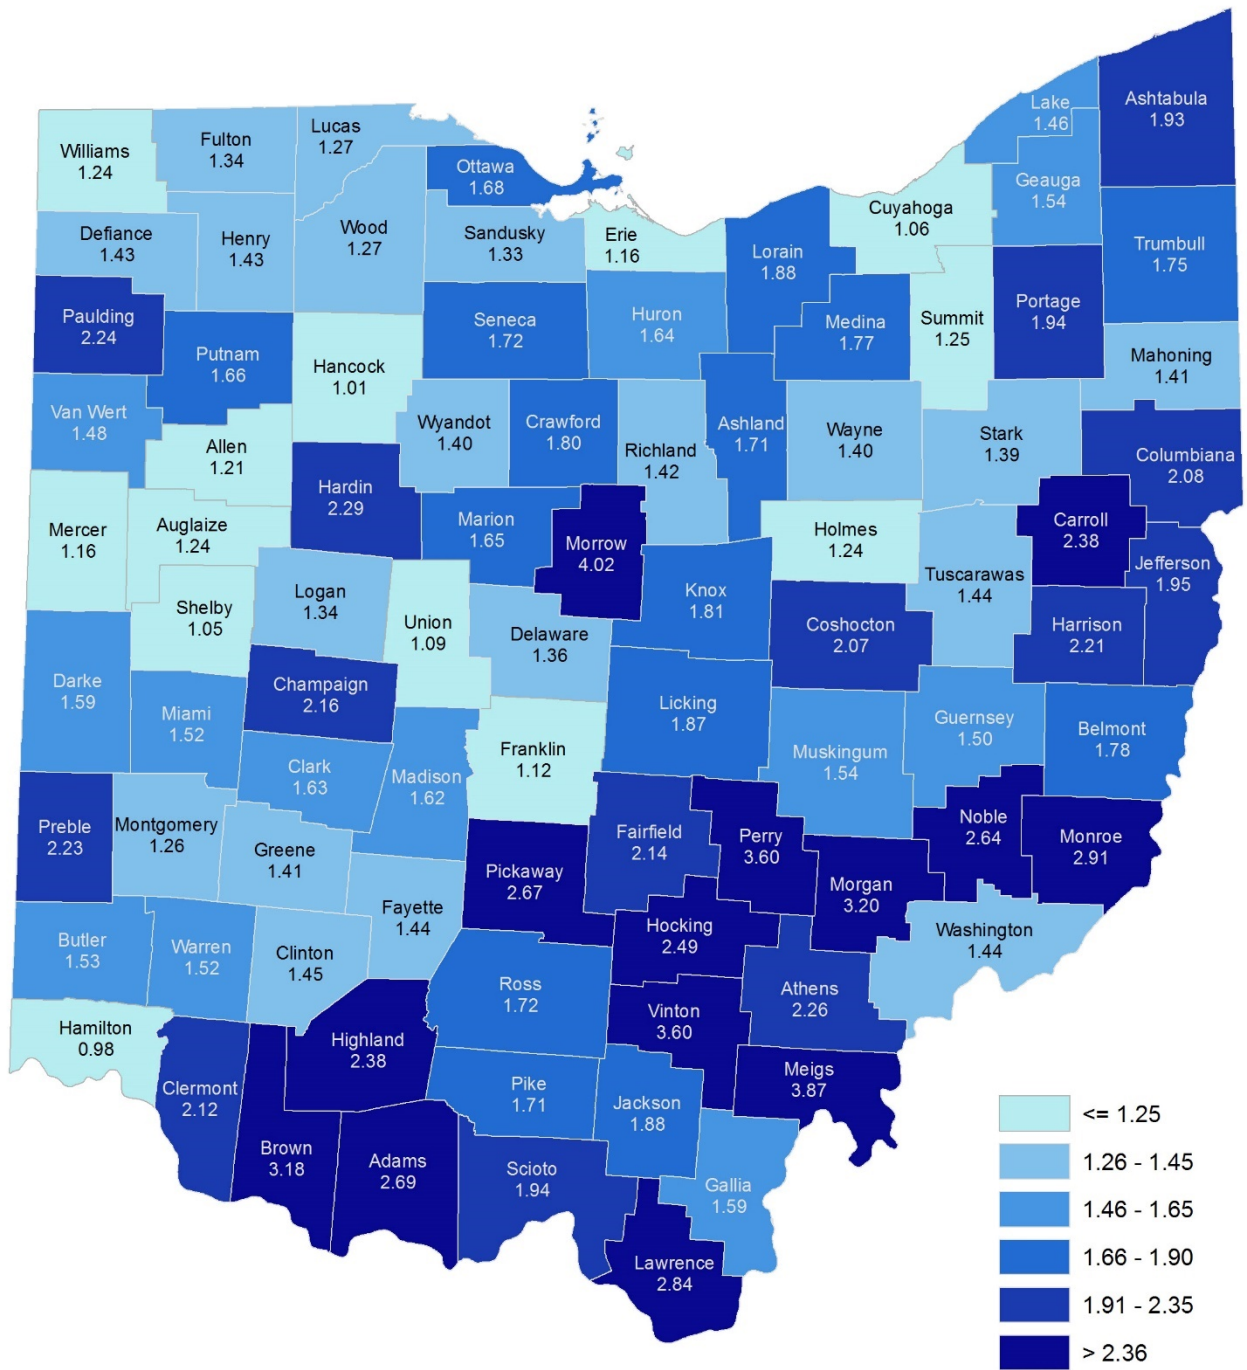 Ashtabula
1.93
Lake
1.46
Lucas
1.27
Fulton
1.34
Williams
1.24
Ottawa
1.68
Geauga
1.54
Cuyahoga
1.06
Defiance
1.43
Henry
1.43
Wood
1.27
Sandusky
1.33
Erie
1.16
Lorain
1.88
Trumbull
1.75
Paulding
2.24
Seneca
1.72
Huron
1.64
Medina
1.77
Summit
1.25
Portage
1.94
Putnam
1.66
Hancock
1.01
Mahoning
1.41
Van Wert
1.48
Allen
1.21
Wyandot
1.40
Crawford
1.80
Richland
1.42
Ashland
1.71
Wayne
1.40
Stark
1.39
Columbiana
2.08
Hardin
2.29
Mercer
1.16
Auglaize
1.24
Marion
1.65
Morrow
4.02
Holmes
1.24
Carroll
2.38
Jefferson
1.95
Tuscarawas
1.44
Logan
1.34
Shelby
1.05
Union
1.09
Delaware
1.36
Knox
1.81
Coshocton
2.07
Harrison
2.21
Darke
1.59
Champaign
2.16
Miami
1.52
Licking
1.87
Guernsey
1.50
Belmont
1.78
Franklin
1.12
Muskingum
1.54
Clark
1.63
Madison
1.62
Preble
2.23
Montgomery
1.26
Greene
1.41
Fairfield
2.14
Perry
3.60
Noble
2.64
Monroe
2.91
Pickaway
2.67
Morgan
3.20
Fayette
1.44
Hocking
2.49
Washington
1.44
Butler
1.53
Warren
1.52
Clinton
1.45
Ross
1.72
Athens
2.26
Vinton
3.60
Hamilton
0.98
Highland
2.38
Meigs
3.87
Clermont
2.12
Pike
1.71
Jackson
1.88
Brown
3.18
Adams
2.69
Scioto
1.94
Gallia
1.59
Lawrence
2.84
<= 1.25
1.26 - 1.45
1.46 - 1.65
1.66 - 1.90
1.91 - 2.35
> 2.36